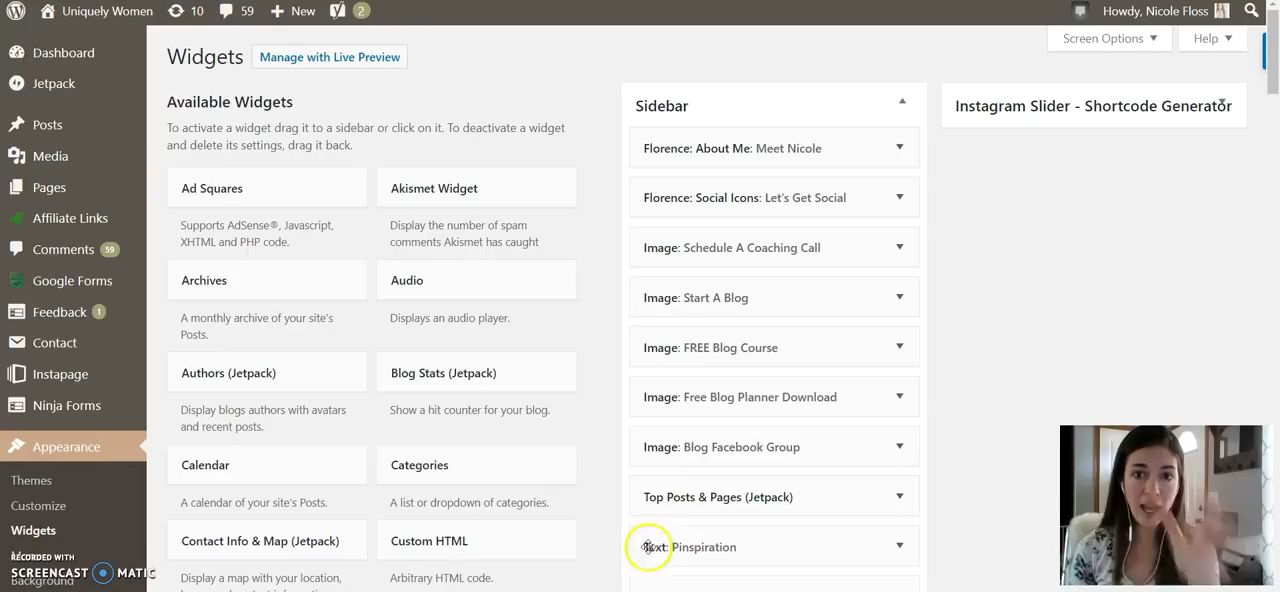 Uniquely Women 10 59 New 2 Howdy, Nicole Floss
Screen Options Help
Dashboard
Jetpack
Posts
Media
Pages
Affiliate Links
Comments 59
Google Forms
Feedback 1
Contact
Instapage
Ninja Forms
Appearance
Themes
Customize
Widgets
Background
RECORDED WITH
SCREENCAST MATIC
Widgets Manage with Live Preview
Available Widgets
To activate a widget drag it to a sidebar or click on it. To deactivate a widget
and delete its settings, drag it back.
Ad Squares
Supports AdSense®, Javascript,
XHTML and PHP code.
Akismet Widget
Display the number of spam
comments Akismet has caught
Archives
A monthly archive of your site's
Posts.
Audio
Displays an audio player.
Authors (Jetpack)
Display blogs authors with avatars
and recent posts.
Blog Stats (Jetpack)
Show a hit counter for your blog.
Calendar
A calendar of your site's Posts.
Categories
A list or dropdown of categories.
Contact Info & Map (Jetpack)
Display a map with your location,
Custom HTML
Arbitrary HTML code.
Sidebar
Florence: About Me: Meet Nicole
Florence: Social Icons: Let's Get Social
Image: Schedule A Coaching Call
Image: Start A Blog
Image: FREE Blog Course
Image: Free Blog Planner Download
Image: Blog Facebook Group
Top Posts & Pages (Jetpack)
Text: Pinspiration
Instagram Slider - Shortcode Generator